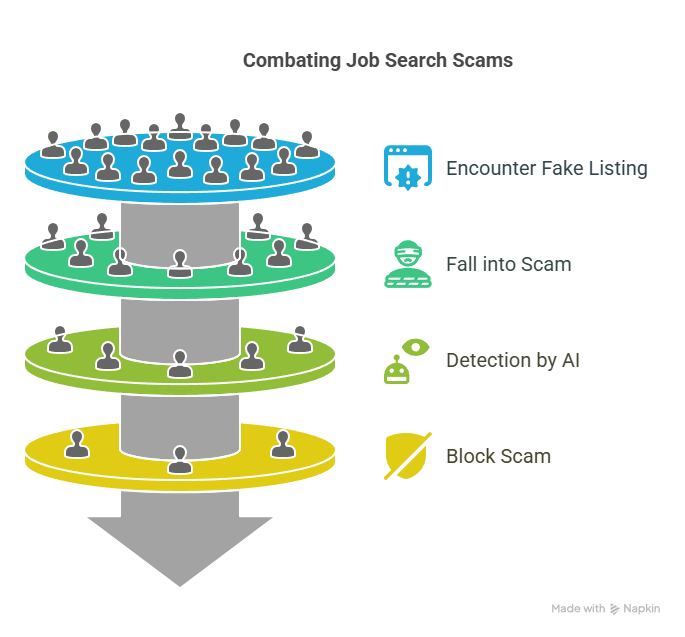 Combating Job Search Scams
Encounter Fake Listing
Fall into Scam
Detection by AI
Block Scam
Made with Napkin